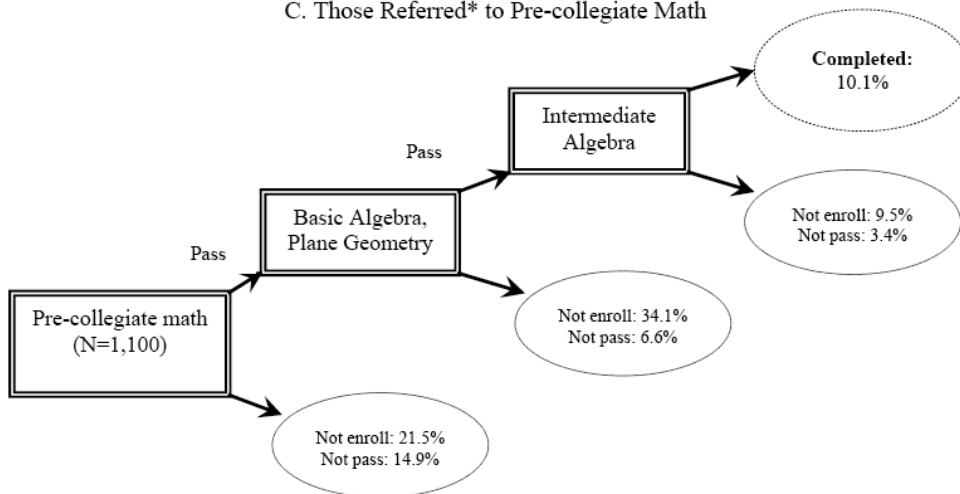 C. Those Referred* to Pre-collegiate Math
Completed:
10.1%
Intermediate
Algebra
Pass
Not enroll: 9.5%
Not pass: 3.4%
Basic Algebra,
Plane Geometry
Pass
Not enroll: 34.1%
Not pass: 6.6%
Pre-collegiate math
(N=1,100)
Not enroll: 21.5%
Not pass: 14.9%